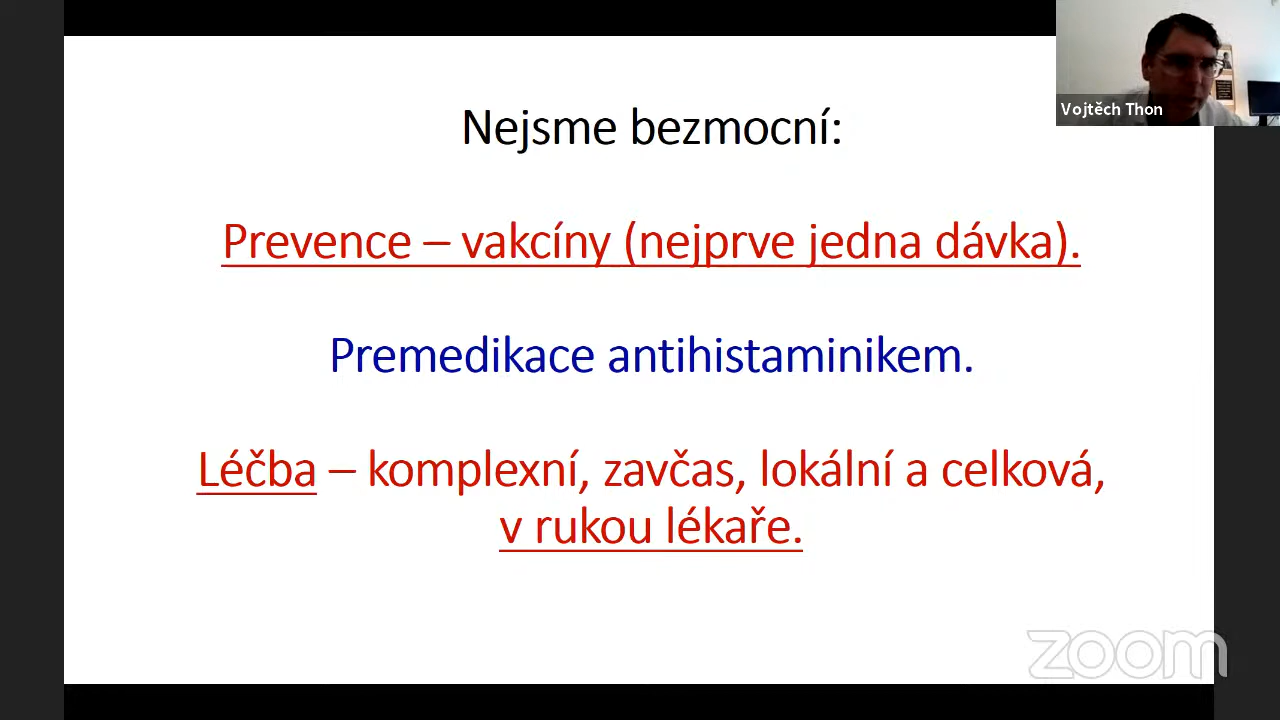 Vojtěch Thon
Nejsme bezmocní:
Prevence – vakcíny (nejprve jedna dávka).
Premedikace antihistaminikem.
Léčba – komplexní, zavčas, lokální a celková,
v rukou lékaře.
zoom